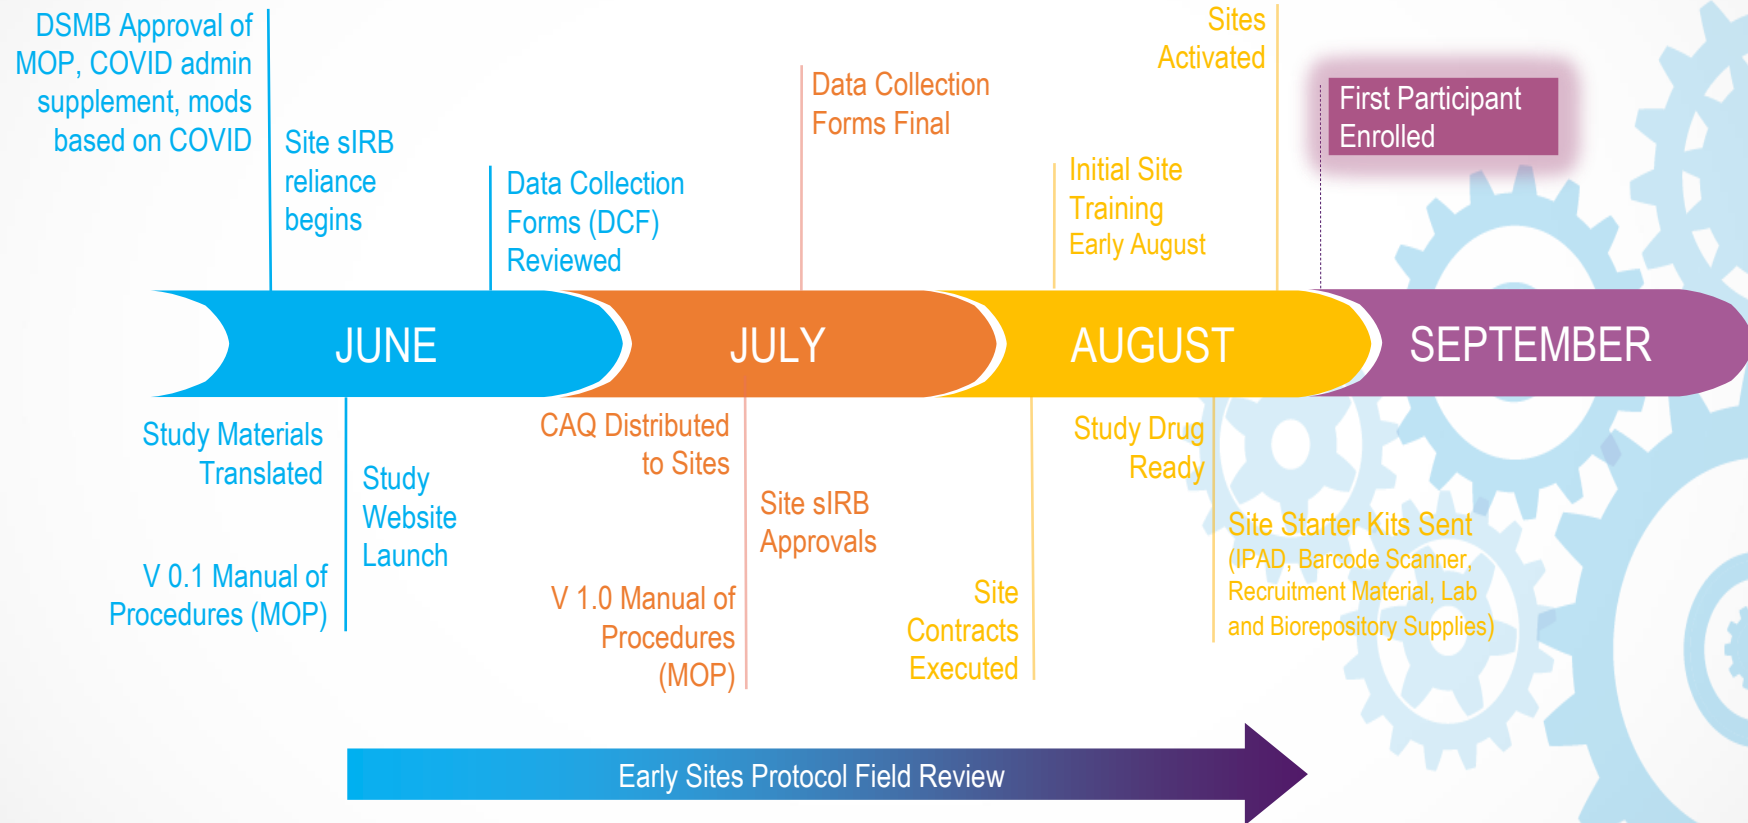 DSMB Approval of
MOP, COVID admin
supplement, mods
based on COVID
Site sIRB
reliance
begins
Data Collection
Forms (DCF)
Reviewed
Data Collection
Forms Final
Initial Site
Training
Early August
Sites
Activated
First Participant
Enrolled
JUNE
JULY
AUGUST
SEPTEMBER
Study Materials
Translated
V 0.1 Manual of
Procedures (MOP)
Study
Website
Launch
CAQ Distributed
to Sites
V 1.0 Manual of
Procedures
(MOP)
Site sIRB
Approvals
Site
Contracts
Executed
Study Drug
Ready
Site Starter Kits Sent
(IPAD, Barcode Scanner,
Recruitment Material, Lab
and Biorepository Supplies)
Early Sites Protocol Field Review